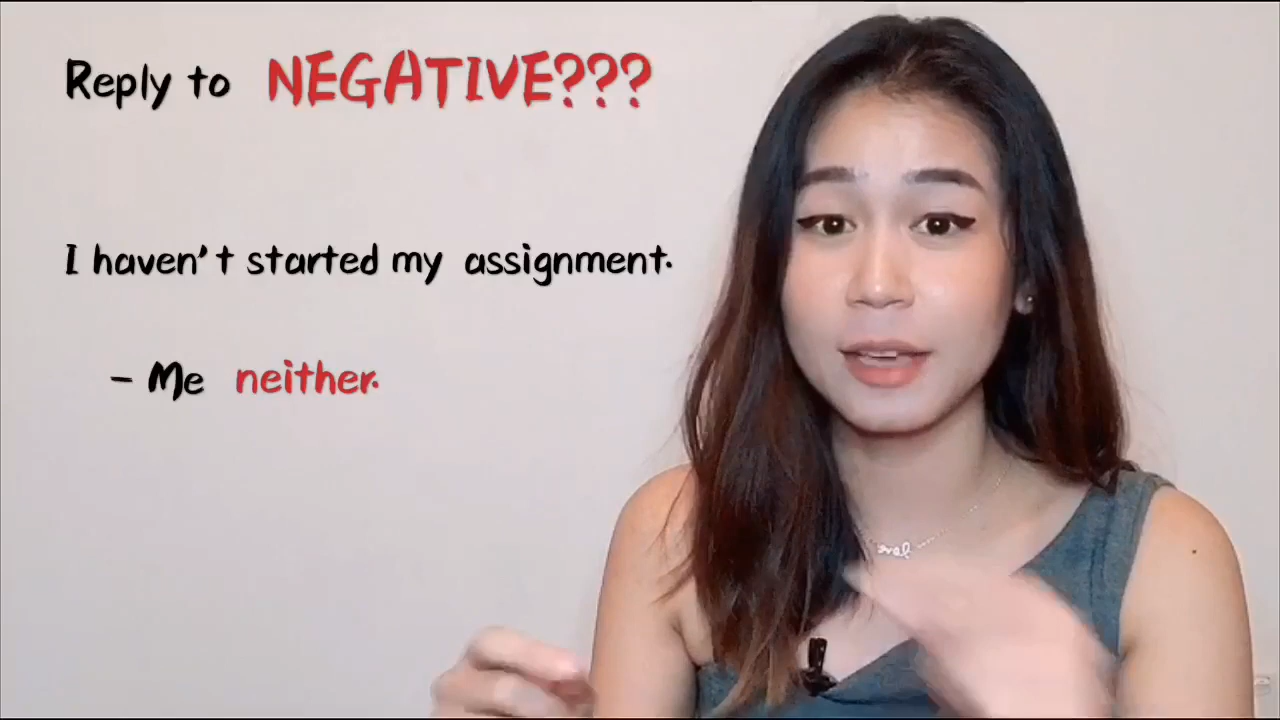 Reply to NEGATIVE???
I haven't started my assignment.
- Me neither.